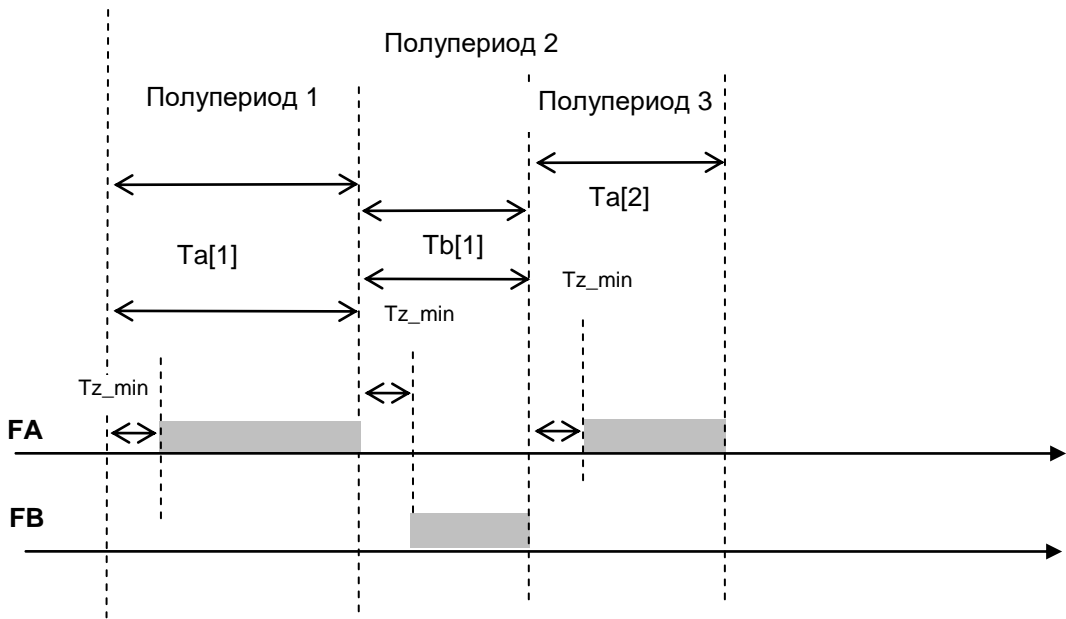 Полупериод 2
Полупериод 1
Полупериод 3
Ta[2]
Tb[1]
Ta[1]
Tz_min
Tz_min
Tz_min
FA
FB